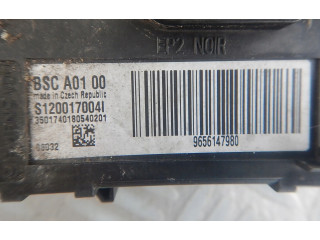 EP2 NOIR
BSC A01 00
made in Czech Republic
S120017004I
3501740180540201
9656147980